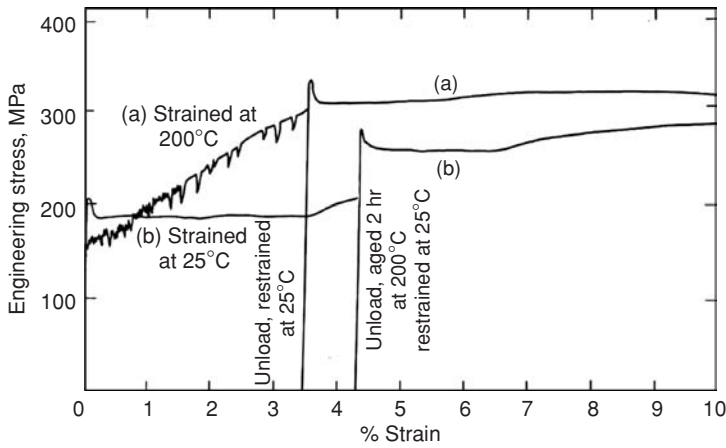 400
300
200
100
Engineering stress, MPa
(a) Strained at
200°C
(b) Strained
at 25°C
Unload, restrained
at 25°C
Unload, aged 2 hr
at 200°C
restrained at 25°C
(a)
(b)
0
1
2
3
4
5
6
7
8
9
10
% Strain